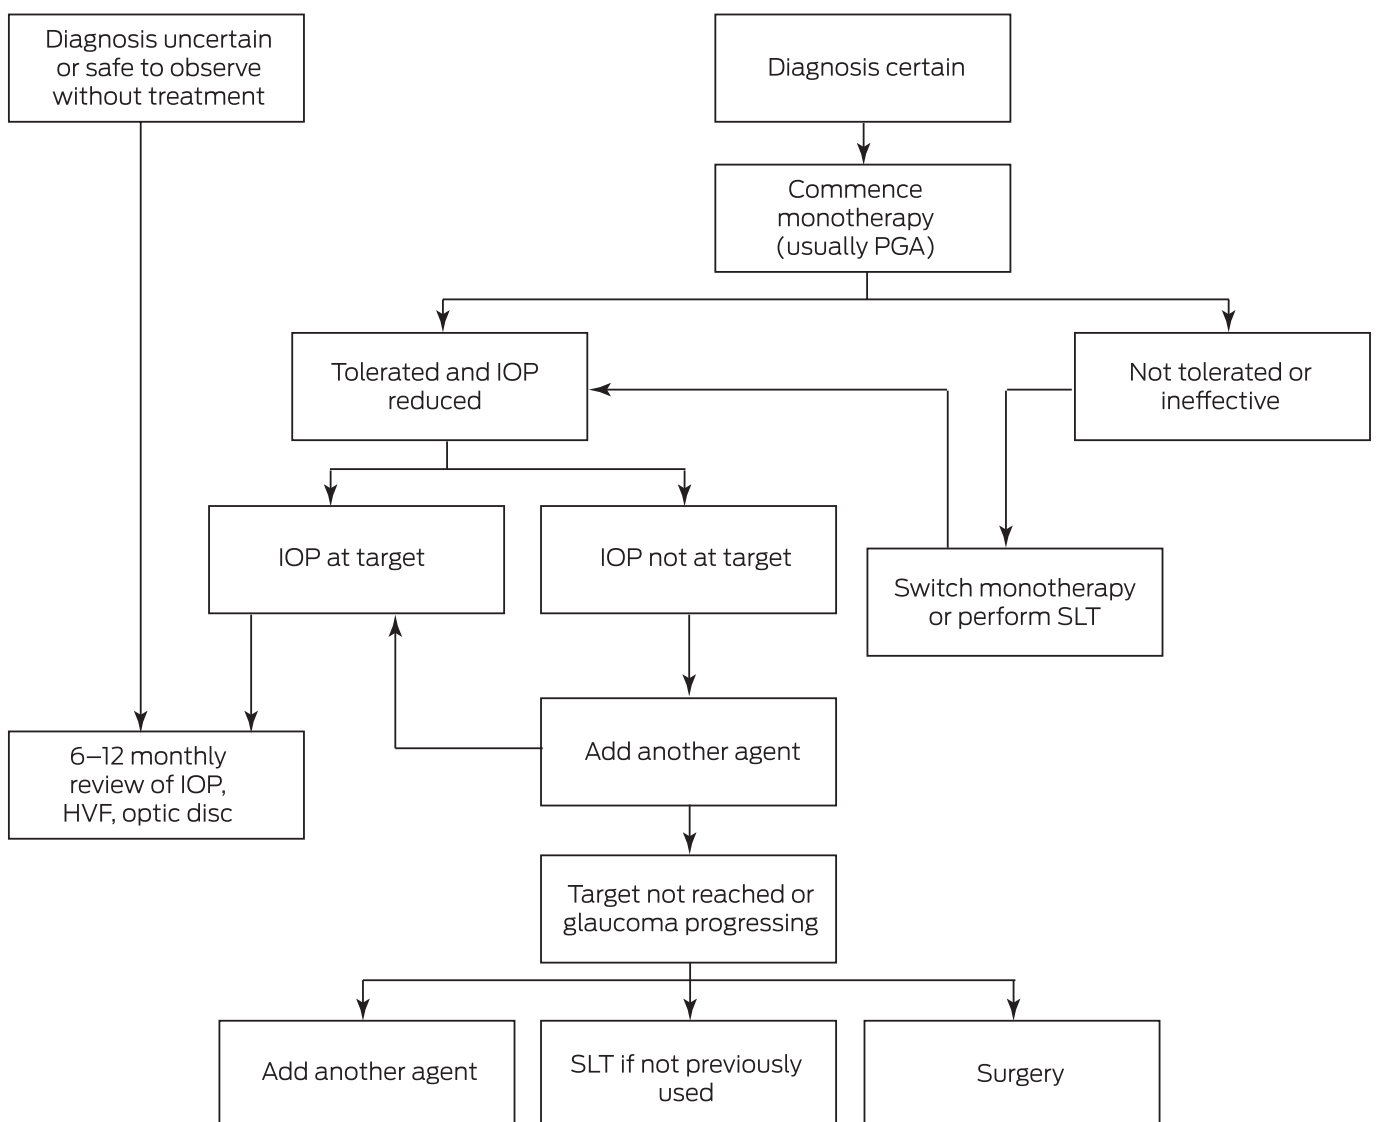 Diagnosis uncertain
or safe to observe
without treatment
Diagnosis certain
Commence
monotherapy
(usually PGA)
Tolerated and IOP
reduced
Not tolerated or
ineffective
IOP at target
IOP not at target
Switch monotherapy
or perform SLT
6–12 monthly
review of IOP,
HVF, optic disc
Add another agent
Target not reached or
glaucoma progressing
Add another agent
SLT if not previously
used
Surgery